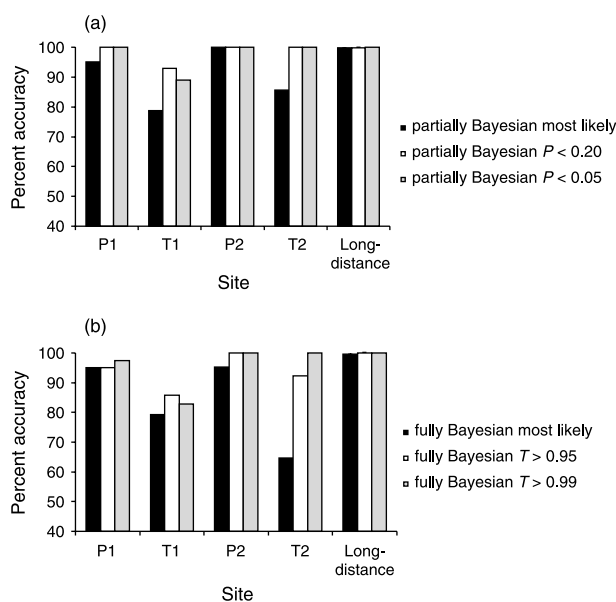 (a)
Percent accuracy
100
90
80
70
60
50
40
P1 T1 P2 T2 Long-
distance
Site
partially Bayesian most likely
partially Bayesian P < 0.20
partially Bayesian P < 0.05
(b)
Percent accuracy
100
90
80
70
60
50
40
P1 T1 P2 T2 Long-
distance
Site
fully Bayesian most likely
fully Bayesian T > 0.95
fully Bayesian T > 0.99